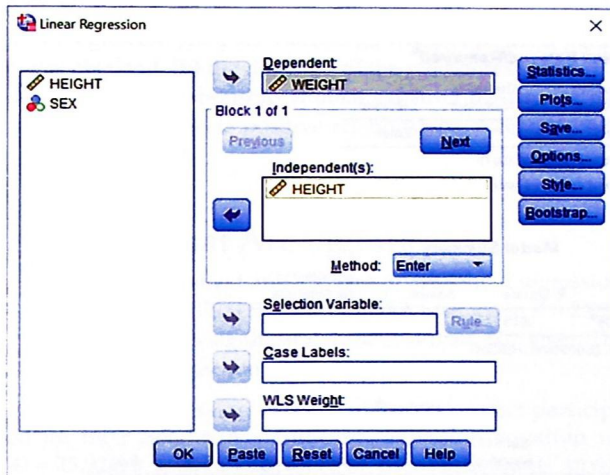 Linear Regression
HEIGHT
SEX
Dependent:
WEIGHT
Block 1 of 1
Previous
Next
Independent(s):
HEIGHT
Method: Enter
Selection Variable:
Rule...
Case Labels:
WLS Weight:
Statistics...
Plots...
Save...
Options...
Style...
Bootstrap...
OK Paste Reset Cancel Help